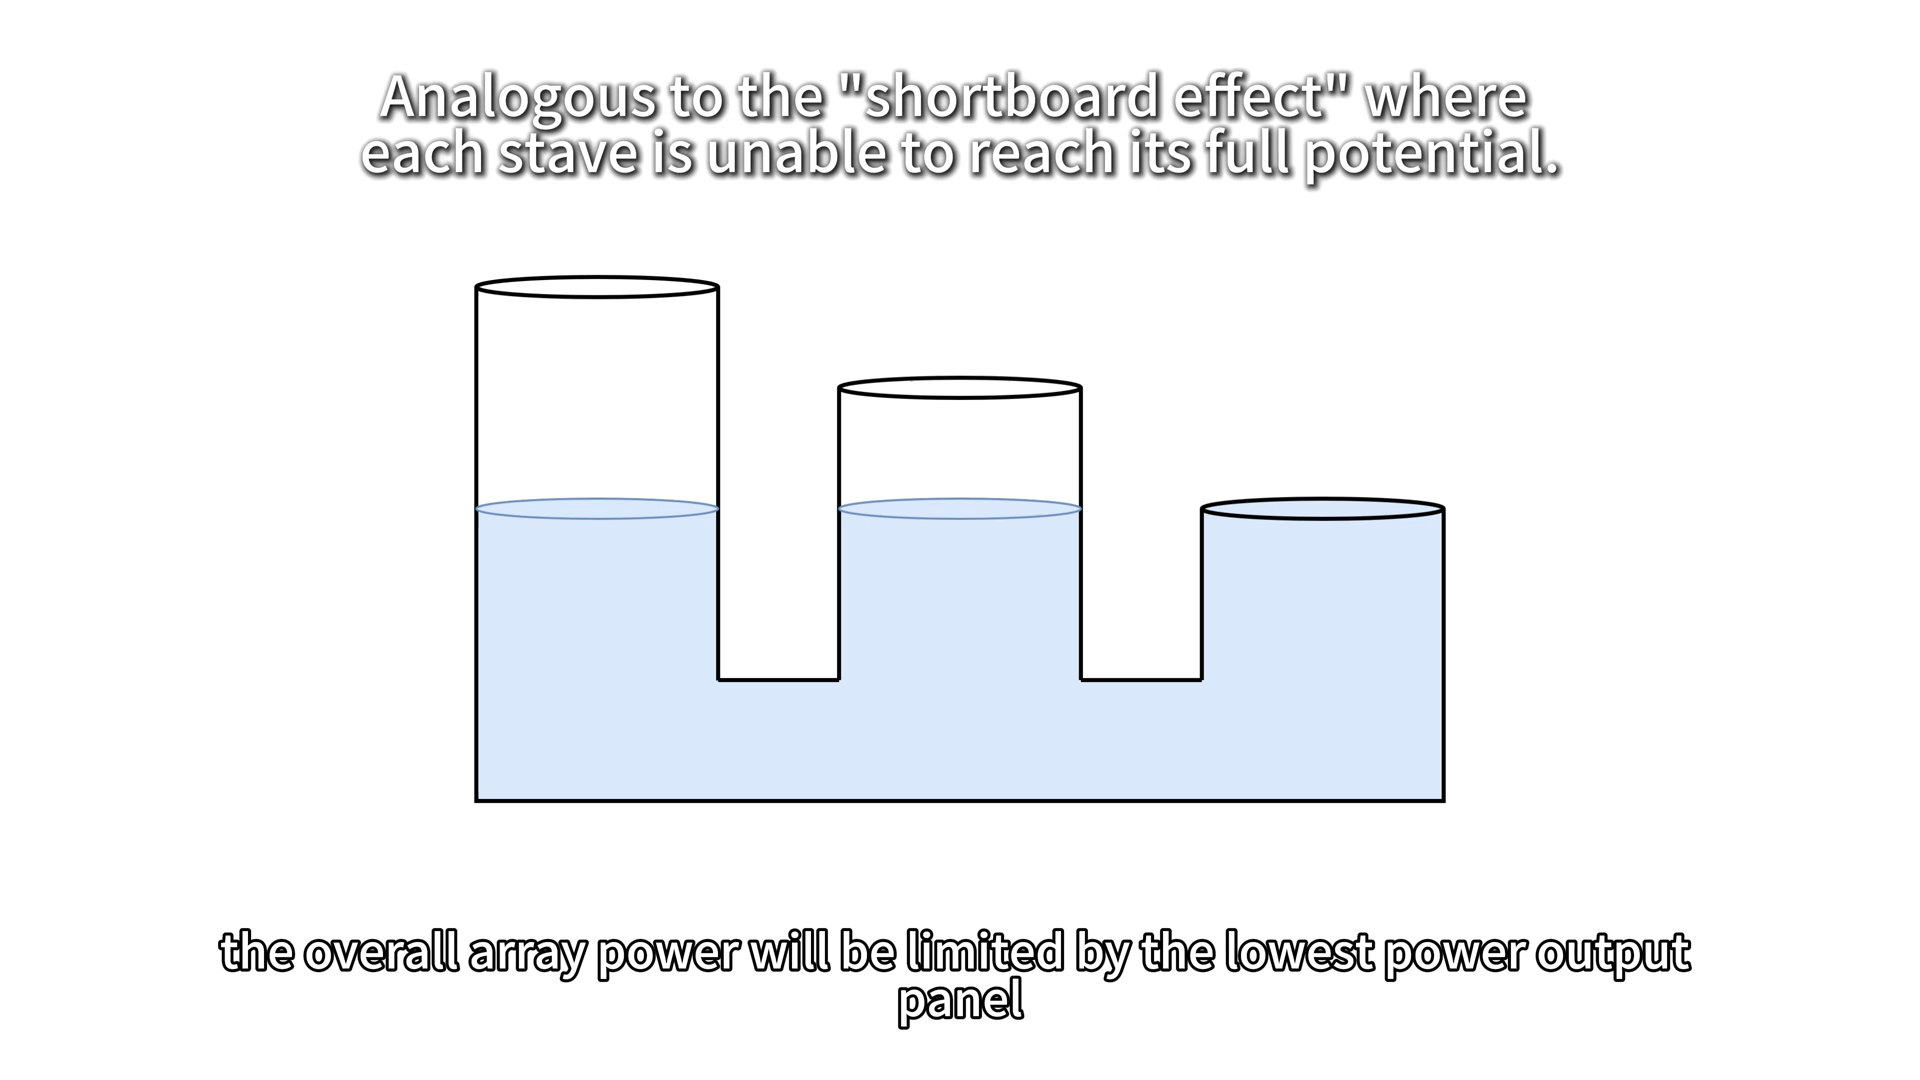 Analogous to the "shortboard effect" where
each stave is unable to reach its full potential.
the overall array power will be limited by the lowest power output
panel